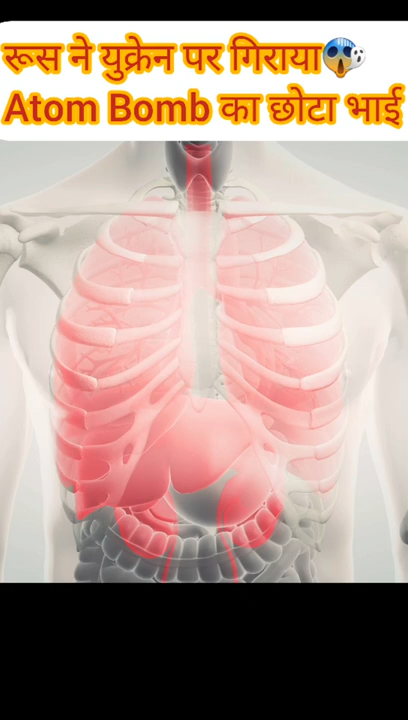 रूस ने युक्रेन पर गिराया😱
Atom Bomb का छोटा भाई